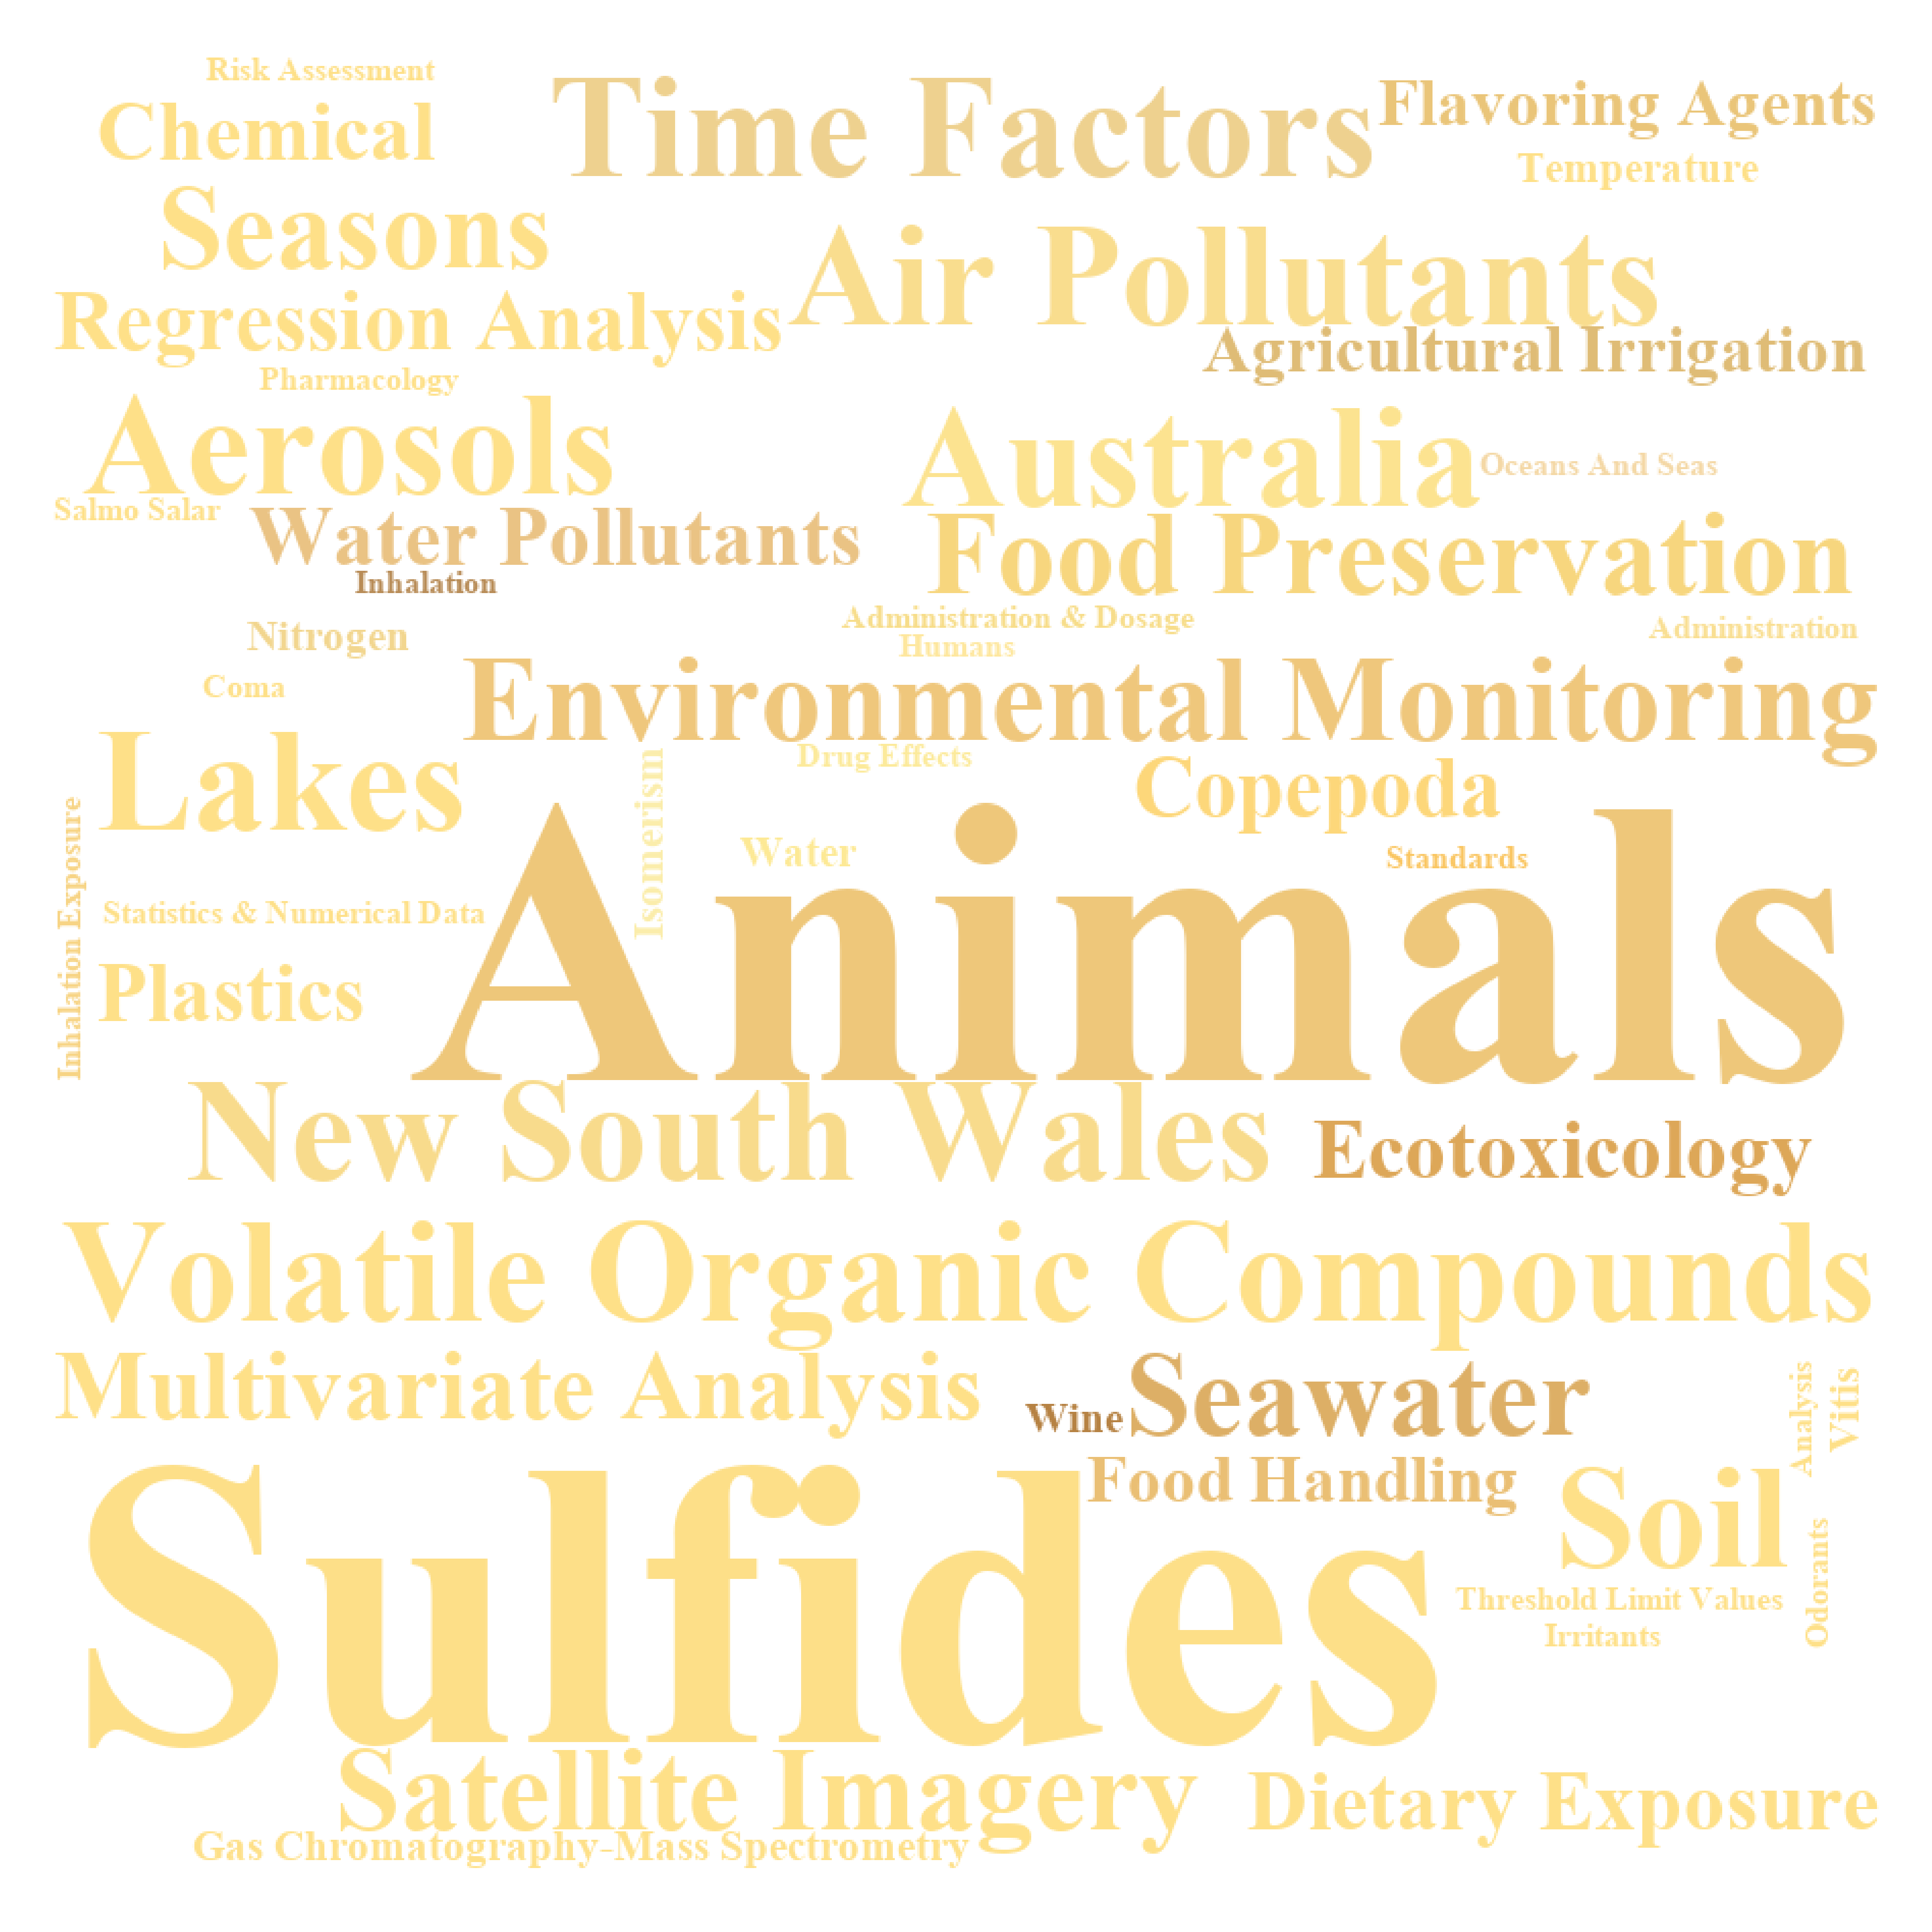 Risk Assessment
Chemical
Time Factors
Flavoring Agents
Temperature
Seasons
Air Pollutants
Regression Analysis
Agricultural Irrigation
Pharmacology
Aerosols
Australia
Oceans And Seas
Salmo Salar
Water Pollutants
Food Preservation
Inhalation
Administration & Dosage
Administration
Nitrogen
Humans
Coma
Environmental Monitoring
Lakes
Isomerism
Drug Effects
Copepoda
Water
Standards
Inhalation Exposure
Statistics & Numerical Data
Animals
Plastics
New South Wales
Ecotoxicology
Volatile Organic Compounds
Multivariate Analysis
Wine
Seawater
Analysis
Vitis
Food Handling
Sulfides
Soil
Odorants
Threshold Limit Values
Irritants
Satellite Imagery
Dietary Exposure
Gas Chromatography-Mass Spectrometry